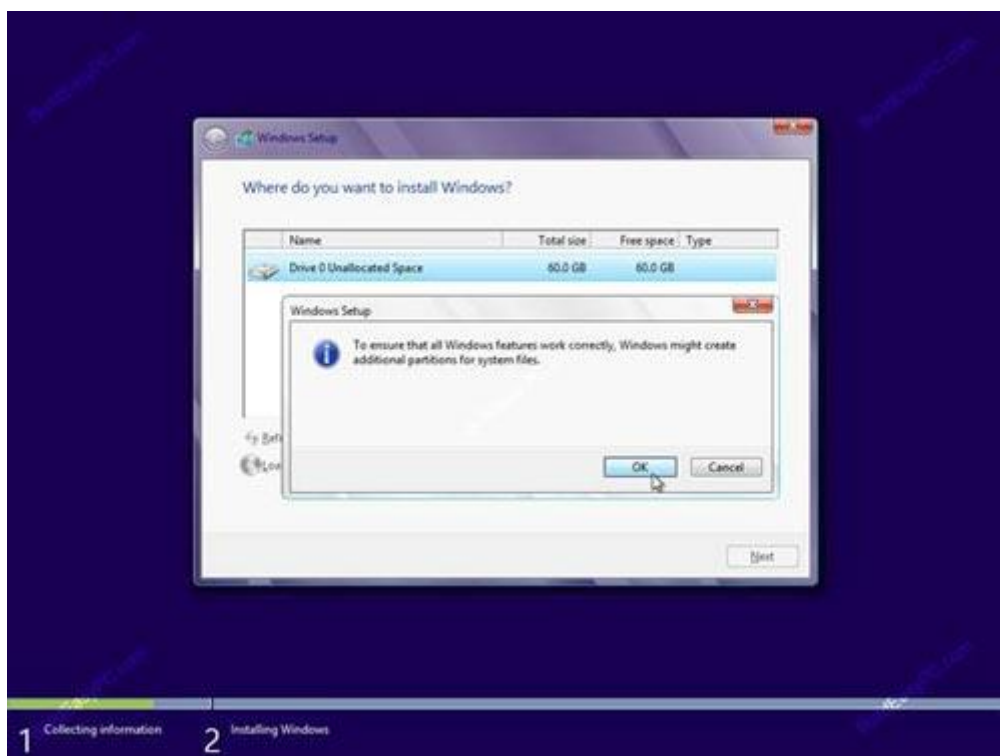 Windows Setup
Where do you want to install Windows?
Name Total size Free space Type
Drive 0 Unallocated Space 60.0 GB 60.0 GB
Windows Setup
To ensure that all Windows features work correctly, Windows might create
additional partitions for system files.
OK Cancel
Next
1 Collecting information 2 Installing Windows